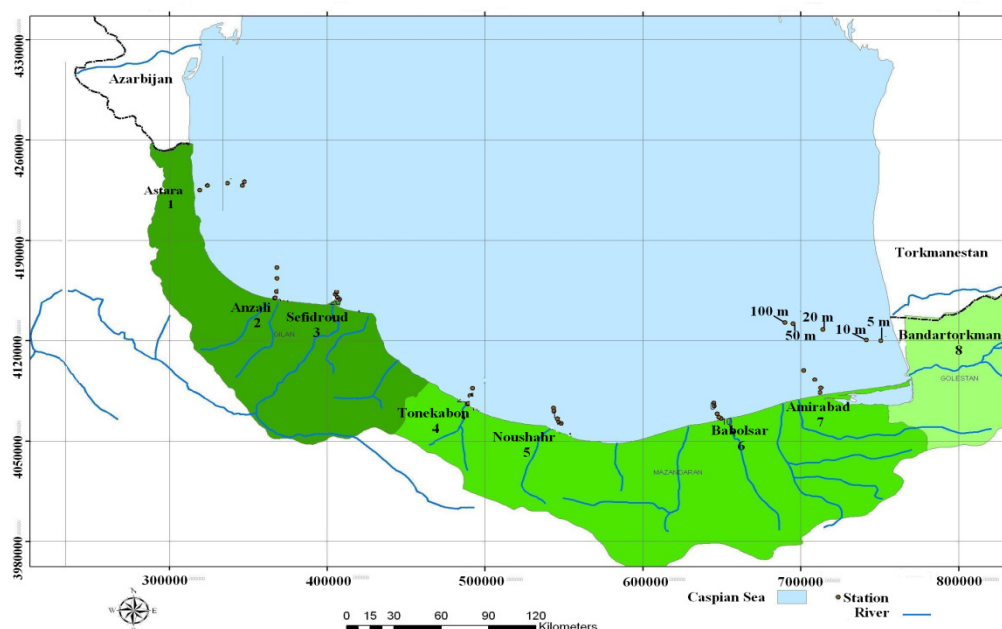 4330000
4260000
4190000
4120000
4050000
3980000
Azarbijan
Astara
1
Anzali
2
Sefidroud
3
GILAN
Tonekabon
4
Noushahr
5
MAZANDARAN
Babolsar
6
Amirabad
7
100 m
50 m
20 m
10 m
5 m
Torkmanestan
Bandartorkman
8
GOLESTAN
300000
400000
500000
600000
700000
800000
N
W
E
S
0 15 30 60 90 120
Kilometers
Caspian Sea
Station
River